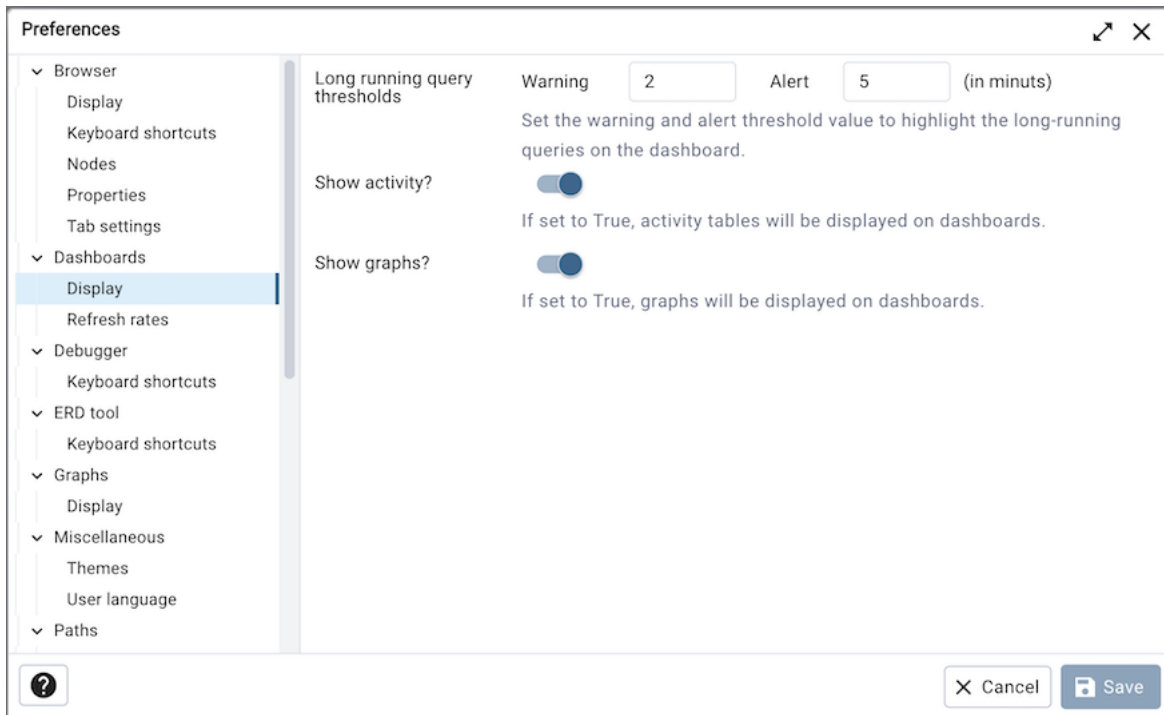 Preferences
Browser
Display
Keyboard shortcuts
Nodes
Properties
Tab settings
Dashboards
Display
Refresh rates
Debugger
Keyboard shortcuts
ERD tool
Keyboard shortcuts
Graphs
Display
Miscellaneous
Themes
User language
Paths
Long running query
thresholds
Warning 2 Alert 5 (in minuts)
Set the warning and alert threshold value to highlight the long-running
queries on the dashboard.
Show activity?
If set to True, activity tables will be displayed on dashboards.
Show graphs?
If set to True, graphs will be displayed on dashboards.
? Cancel Save